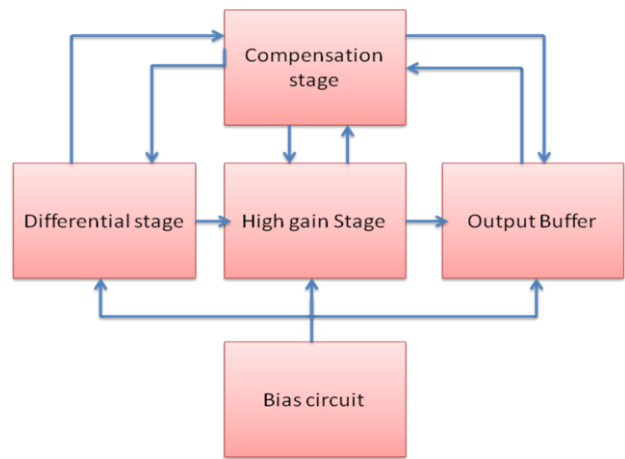 Compensation
stage
Differential stage
High gain Stage
Output Buffer
Bias circuit